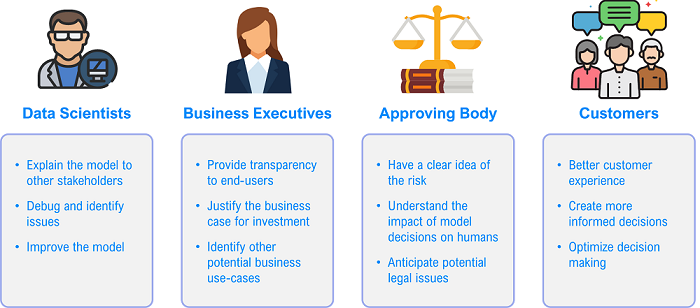 Data Scientists
Business Executives
Approving Body
Customers
• Explain the model to
other stakeholders
• Debug and identify
issues
• Improve the model
• Provide transparency
to end-users
• Justify the business
case for investment
• Identify other
potential business
use-cases
• Have a clear idea of
the risk
• Understand the
impact of model
decisions on humans
• Anticipate potential
legal issues
• Better customer
experience
• Create more
informed decisions
• Optimize decision
making